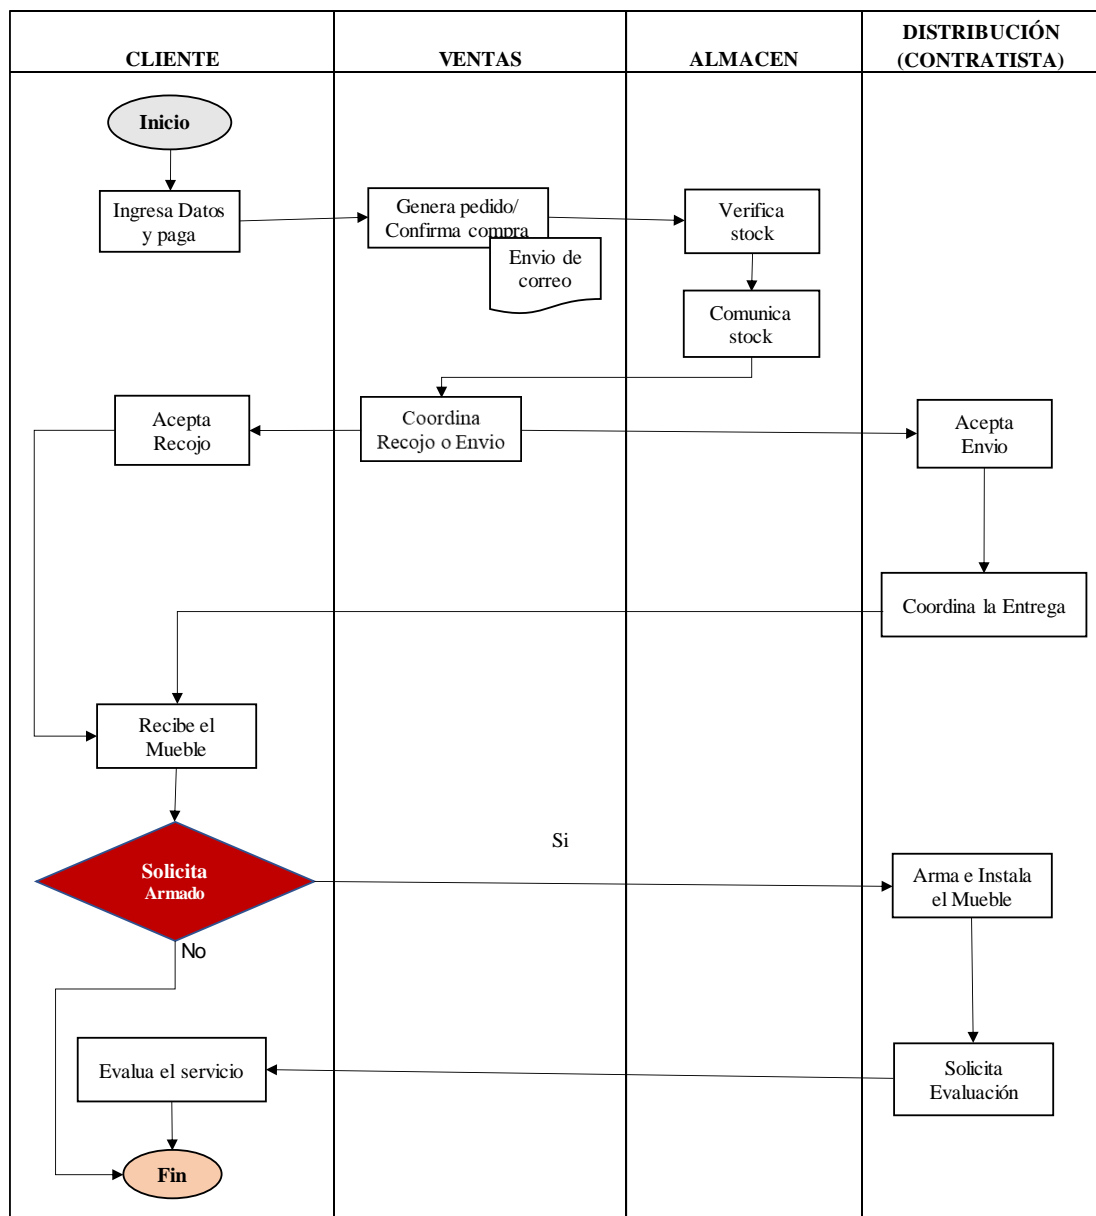 CLIENTE
VENTAS
ALMACEN
DISTRIBUCIÓN
(CONTRATISTA)
Inicio
Ingresa Datos
y paga
Genera pedido/
Confirma compra
Envio de
correo
Verifica
stock
Comunica
stock
Acepta
Recojo
Coordina
Recojo o Envio
Acepta
Envio
Coordina la Entrega
Recibe el
Mueble
Solicita
Armado
Si
Arma e Instala
el Mueble
No
Evalua el servicio
Solicita
Evaluación
Fin